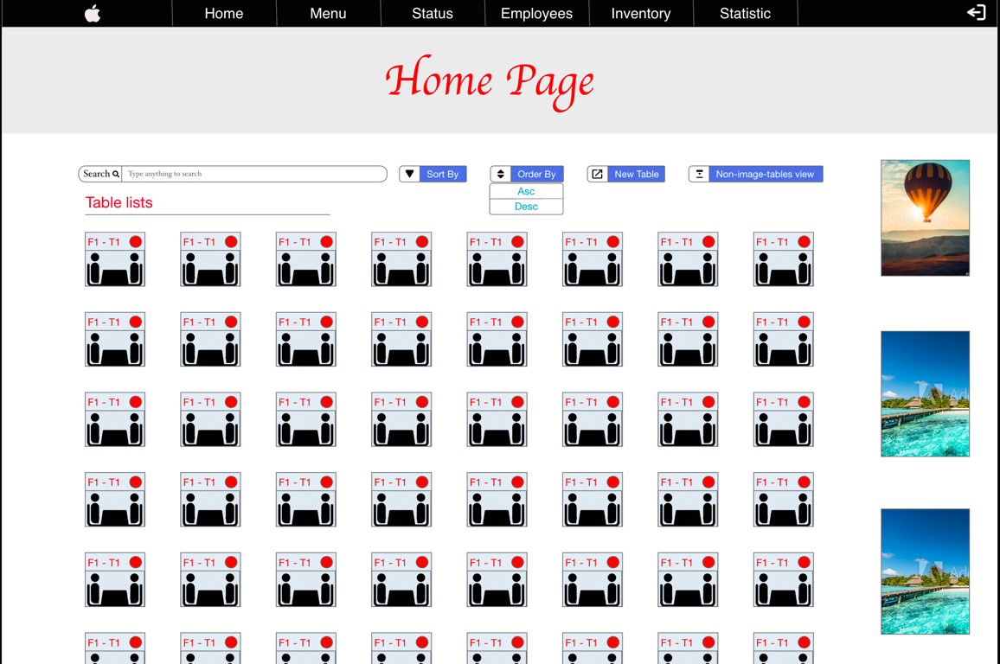 Home Menu Status Employees Inventory Statistic
Home Page
Search Type anything to search Sort By Order By New Table Non-image-tables view
Asc
Desc
Table lists
F1 - T1 F1 - T1 F1 - T1 F1 - T1 F1 - T1 F1 - T1 F1 - T1 F1 - T1
F1 - T1 F1 - T1 F1 - T1 F1 - T1 F1 - T1 F1 - T1 F1 - T1 F1 - T1
F1 - T1 F1 - T1 F1 - T1 F1 - T1 F1 - T1 F1 - T1 F1 - T1 F1 - T1
F1 - T1 F1 - T1 F1 - T1 F1 - T1 F1 - T1 F1 - T1 F1 - T1 F1 - T1
F1 - T1 F1 - T1 F1 - T1 F1 - T1 F1 - T1 F1 - T1 F1 - T1 F1 - T1
F1 - T1 F1 - T1 F1 - T1 F1 - T1 F1 - T1 F1 - T1 F1 - T1 F1 - T1